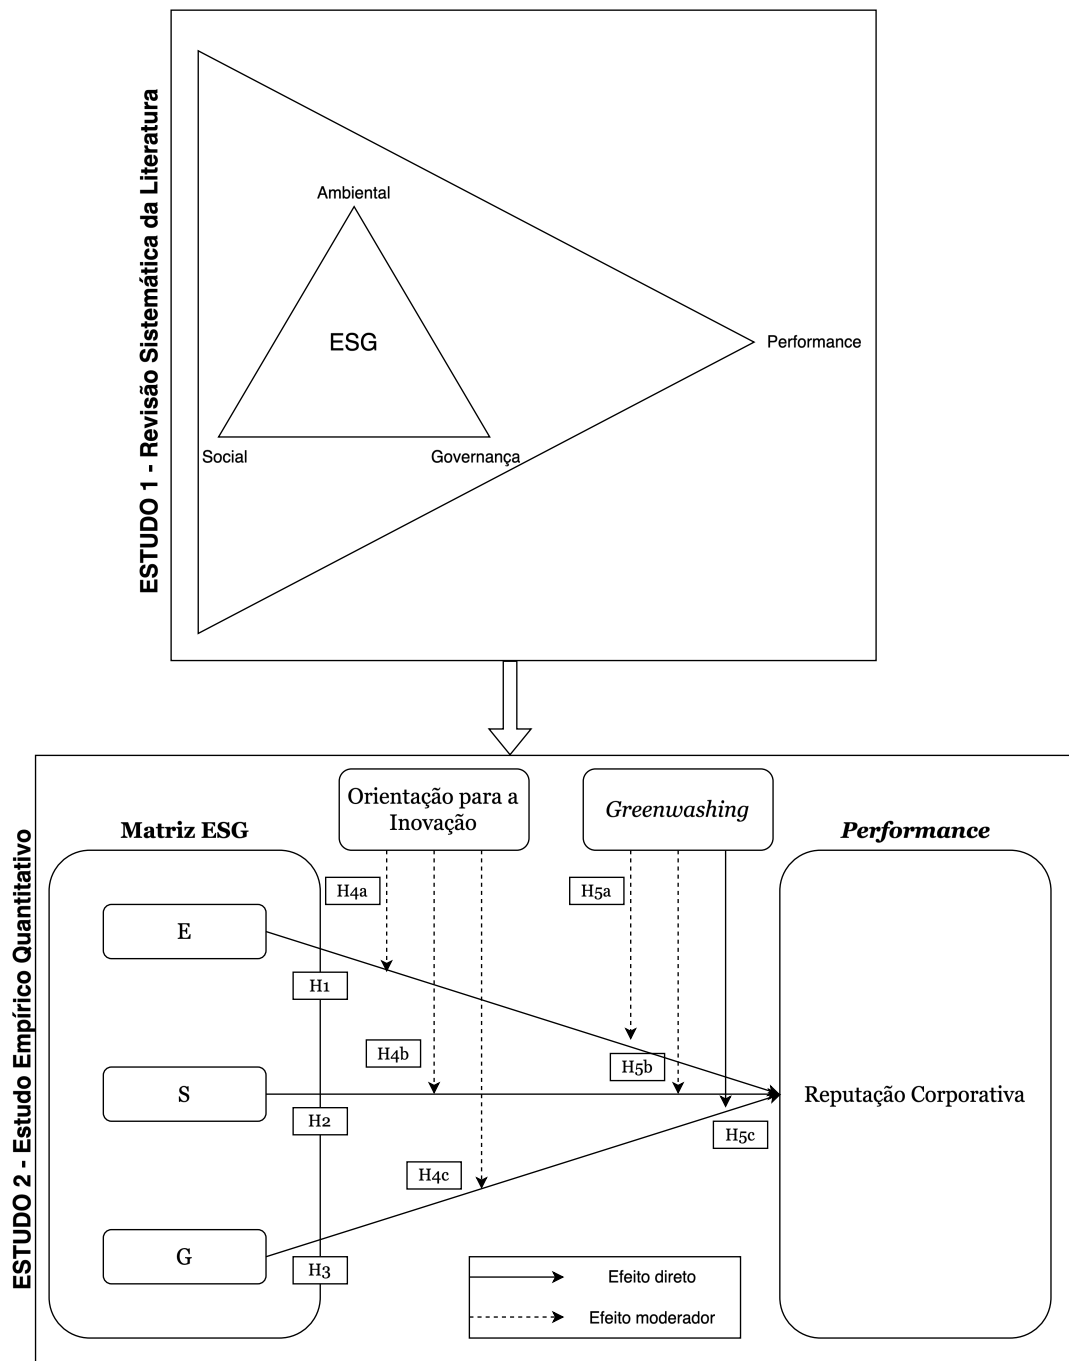 ESTUDO 1 - Revisão Sistemática da Literatura
Ambiental
ESG
Performance
Social
Governança
ESTUDO 2 - Estudo Empírico Quantitativo
Orientação para a
Inovação
Greenwashing
Matriz ESG
Performance
H4a
H5a
E
H1
H4b
H5b
S
Reputação Corporativa
H2
H5c
H4c
G
H3
Efeito direto
Efeito moderador